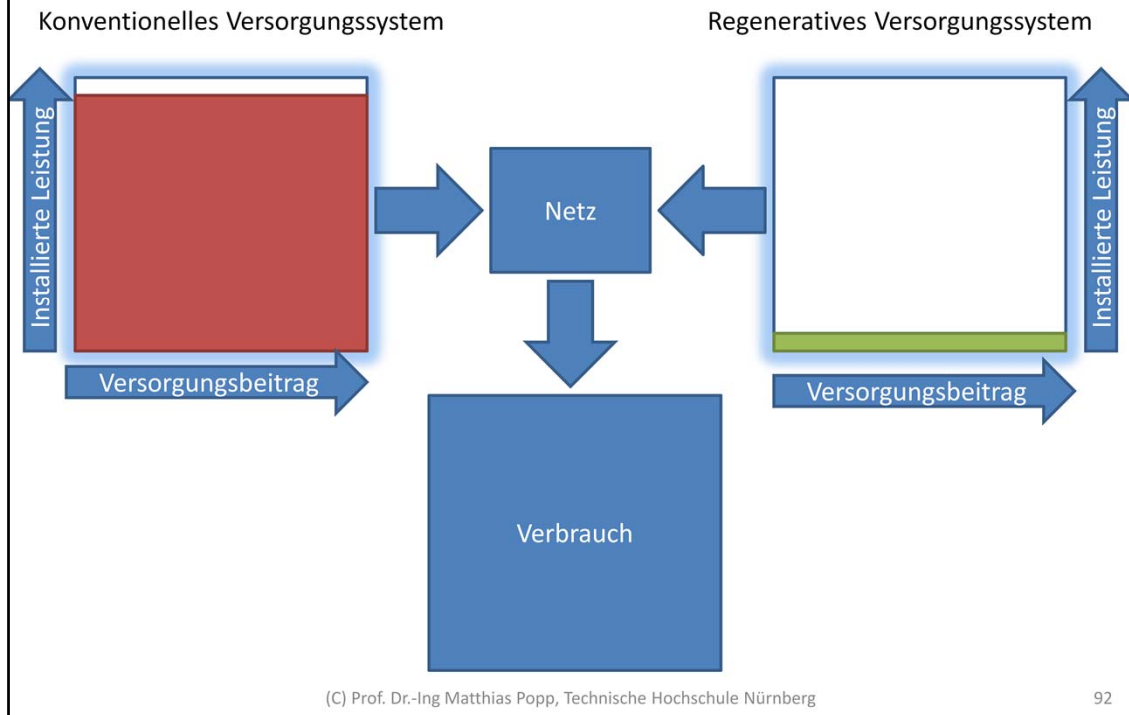 Konventionelles Versorgungssystem
Regeneratives Versorgungssystem
Installierte Leistung
Netz
Installierte Leistung
Versorgungsbeitrag
Versorgungsbeitrag
Verbrauch
(C) Prof. Dr.-Ing Matthias Popp, Technische Hochschule Nürnberg
92